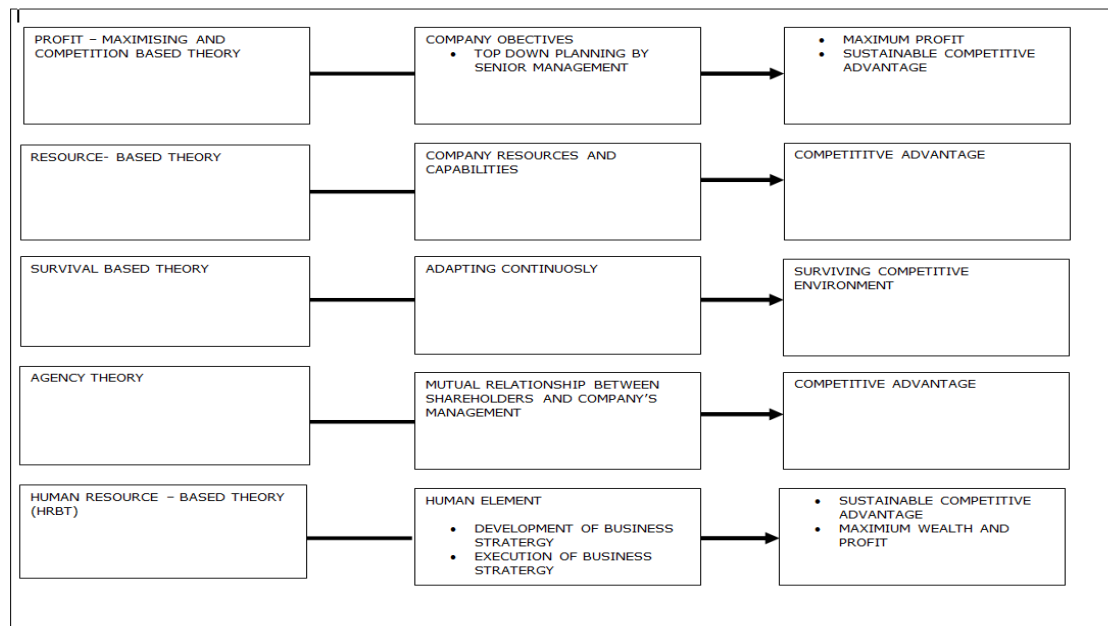 PROFIT – MAXIMISING AND
COMPETITION BASED THEORY
COMPANY OBECTIVES
• TOP DOWN PLANNING BY
SENIOR MANAGEMENT
• MAXIMUM PROFIT
• SUSTAINABLE COMPETITIVE
ADVANTAGE
RESOURCE- BASED THEORY
COMPANY RESOURCES AND
CAPABILITIES
COMPETITITVE ADVANTAGE
SURVIVAL BASED THEORY
ADAPTING CONTINUOSLY
SURVIVING COMPETITIVE
ENVIRONMENT
AGENCY THEORY
MUTUAL RELATIONSHIP BETWEEN
SHAREHOLDERS AND COMPANY'S
MANAGEMENT
COMPETITIVE ADVANTAGE
HUMAN RESOURCE – BASED THEORY
(HRBT)
HUMAN ELEMENT
• DEVELOPMENT OF BUSINESS
STRATERGY
• EXECUTION OF BUSINESS
STRATERGY
• SUSTAINABLE COMPETITIVE
ADVANTAGE
• MAXIMIUM WEALTH AND
PROFIT